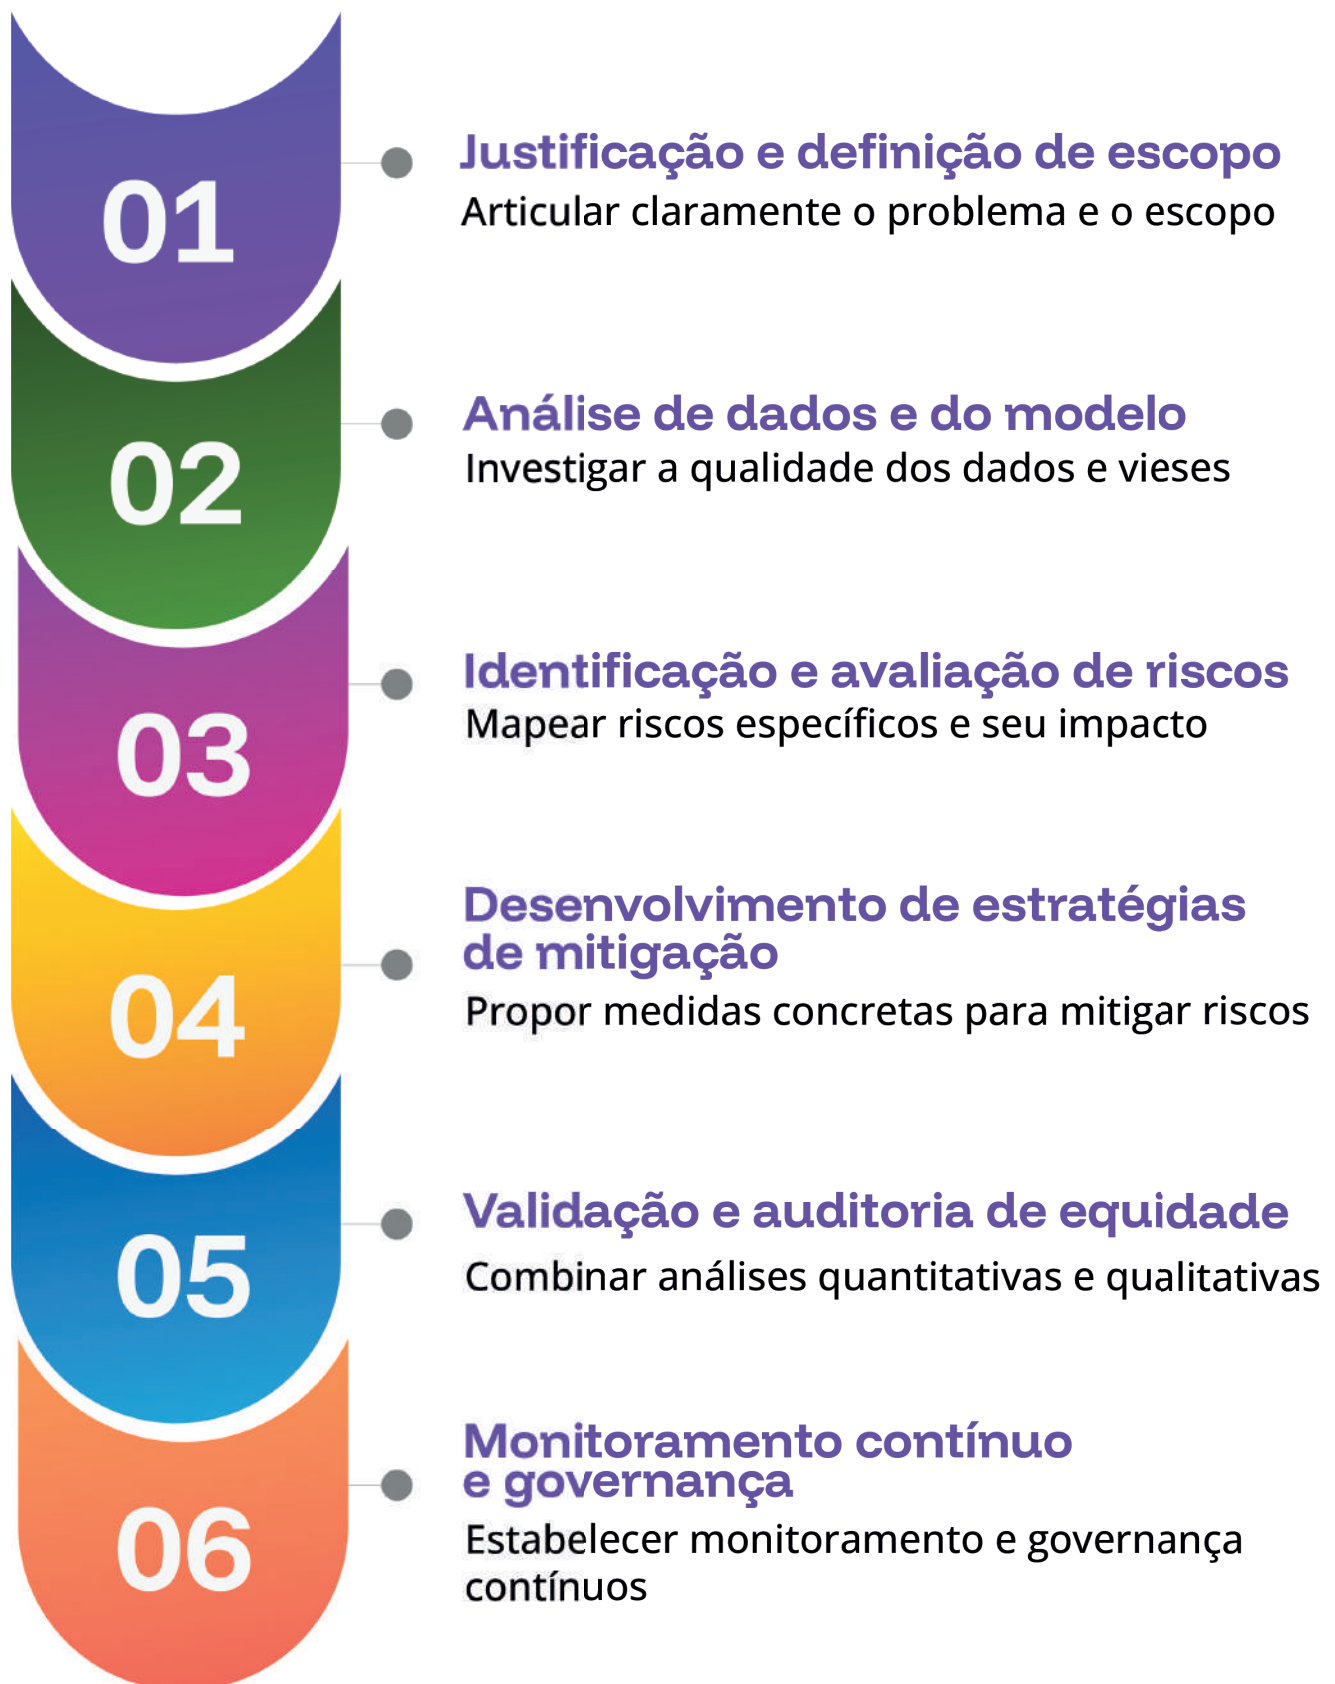 01
Justificação e definição de escopo
Articular claramente o problema e o escopo
02
Análise de dados e do modelo
Investigar a qualidade dos dados e vieses
03
Identificação e avaliação de riscos
Mapear riscos específicos e seu impacto
04
Desenvolvimento de estratégias
de mitigação
Propor medidas concretas para mitigar riscos
05
Validação e auditoria de equidade
Combinar análises quantitativas e qualitativas
06
Monitoramento contínuo
e governança
Estabelecer monitoramento e governança
contínuos